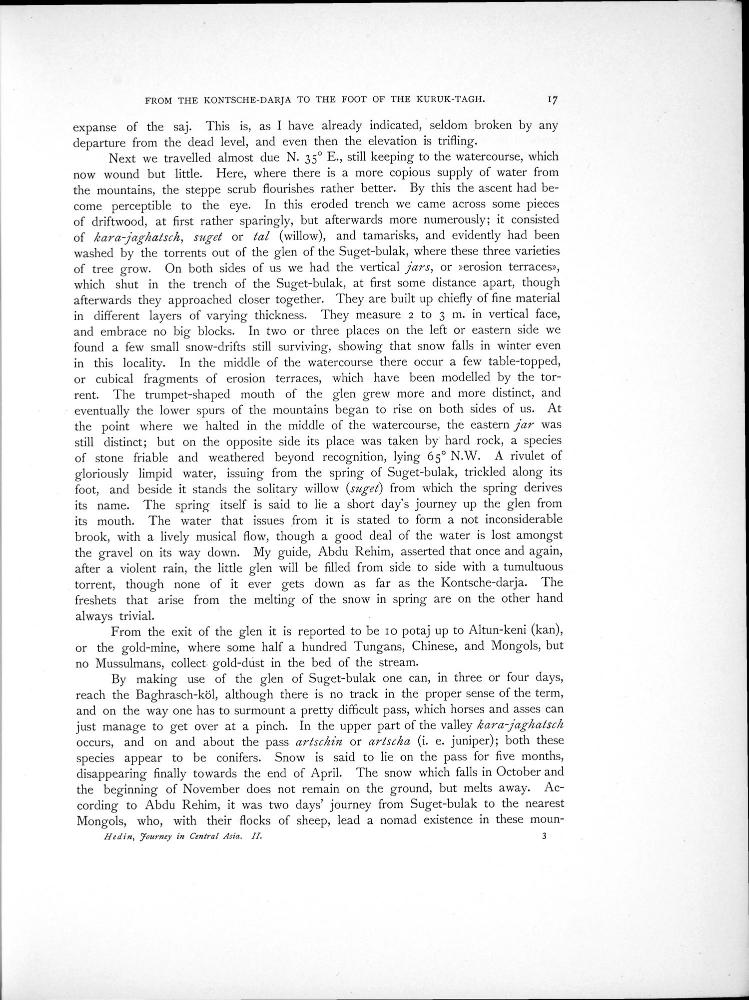 FROM THE KONTSCHE-DARJA TO THE FOOT OF THE KURUK-TAGH. 17
expanse of the saj. This is, as I have already indicated, seldom broken by any
departure from the dead level, and even then the elevation is trifling.
Next we travelled almost due N. 35° E., still keeping to the watercourse, which
now wound but little. Here, where there is a more copious supply of water from
the mountains, the steppe scrub flourishes rather better. By this the ascent had be-
come perceptible to the eye. In this eroded trench we came across some pieces
of driftwood, at first rather sparingly, but afterwards more numerously; it consisted
of kara-jaghatsch, suget or tal (willow), and tamarisks, and evidently had been
washed by the torrents out of the glen of the Suget-bulak, where these three varieties
of tree grow. On both sides of us we had the vertical jars, or »erosion terraces»,
which shut in the trench of the Suget-bulak, at first some distance apart, though
afterwards they approached closer together. They are built up chiefly of fine material
in different layers of varying thickness. They measure 2 to 3 m. in vertical face,
and embrace no big blocks. In two or three places on the left or eastern side we
found a few small snow-drifts still surviving, showing that snow falls in winter even
in this locality. In the middle of the watercourse there occur a few table-topped,
or cubical fragments of erosion terraces, which have been modelled by the tor-
rent. The trumpet-shaped mouth of the glen grew more and more distinct, and
eventually the lower spurs of the mountains began to rise on both sides of us. At
the point where we halted in the middle of the watercourse, the eastern jar was
still distinct; but on the opposite side its place was taken by hard rock, a species
of stone friable and weathered beyond recognition, lying 65° N.W. A rivulet of
gloriously limpid water, issuing from the spring of Suget-bulak, trickled along its
foot, and beside it stands the solitary willow (suget) from which the spring derives
its name. The spring itself is said to lie a short day's journey up the glen from
its mouth. The water that issues from it is stated to form a not inconsiderable
brook, with a lively musical flow, though a good deal of the water is lost amongst
the gravel on its way down. My guide, Abdu Rehim, asserted that once and again,
after a violent rain, the little glen will be filled from side to side with a tumultuous
torrent, though none of it ever gets down as far as the Kontsche-darja. The
freshets that arise from the melting of the snow in spring are on the other hand
always trivial.
From the exit of the glen it is reported to be 10 potaj up to Altun-keni (kan),
or the gold-mine, where some half a hundred Tungans, Chinese, and Mongols, but
no Mussulmans, collect gold-dust in the bed of the stream.
By making use of the glen of Suget-bulak one can, in three or four days,
reach the Baghrasch-köl, although there is no track in the proper sense of the term,
and on the way one has to surmount a pretty difficult pass, which horses and asses can
just manage to get over at a pinch. In the upper part of the valley kara-jaghatsch
occurs, and on and about the pass artschin or artscha (i. e. juniper); both these
species appear to be conifers. Snow is said to lie on the pass for five months,
disappearing finally towards the end of April. The snow which falls in October and
the beginning of November does not remain on the ground, but melts away. Ac-
cording to Abdu Rehim, it was two days' journey from Suget-bulak to the nearest
Mongols, who, with their flocks of sheep, lead a nomad existence in these moun-
Hedin, Journey in Central Asia. II. 3